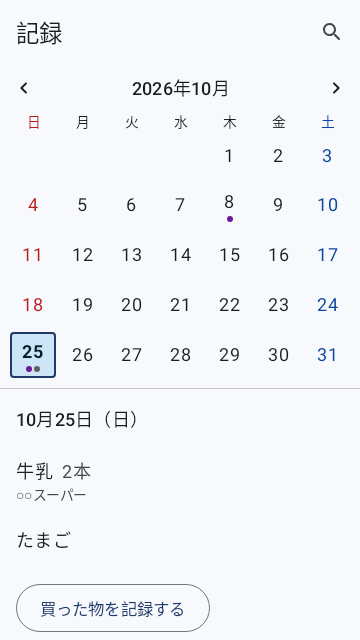 記録
2026年10月
日 月 火 水 木 金 土
1 2 3
4 5 6 7 8 9 10
11 12 13 14 15 16 17
18 19 20 21 22 23 24
25 26 27 28 29 30 31
10月25日（日）
牛乳 2本
○○スーパー
たまご
買った物を記録する